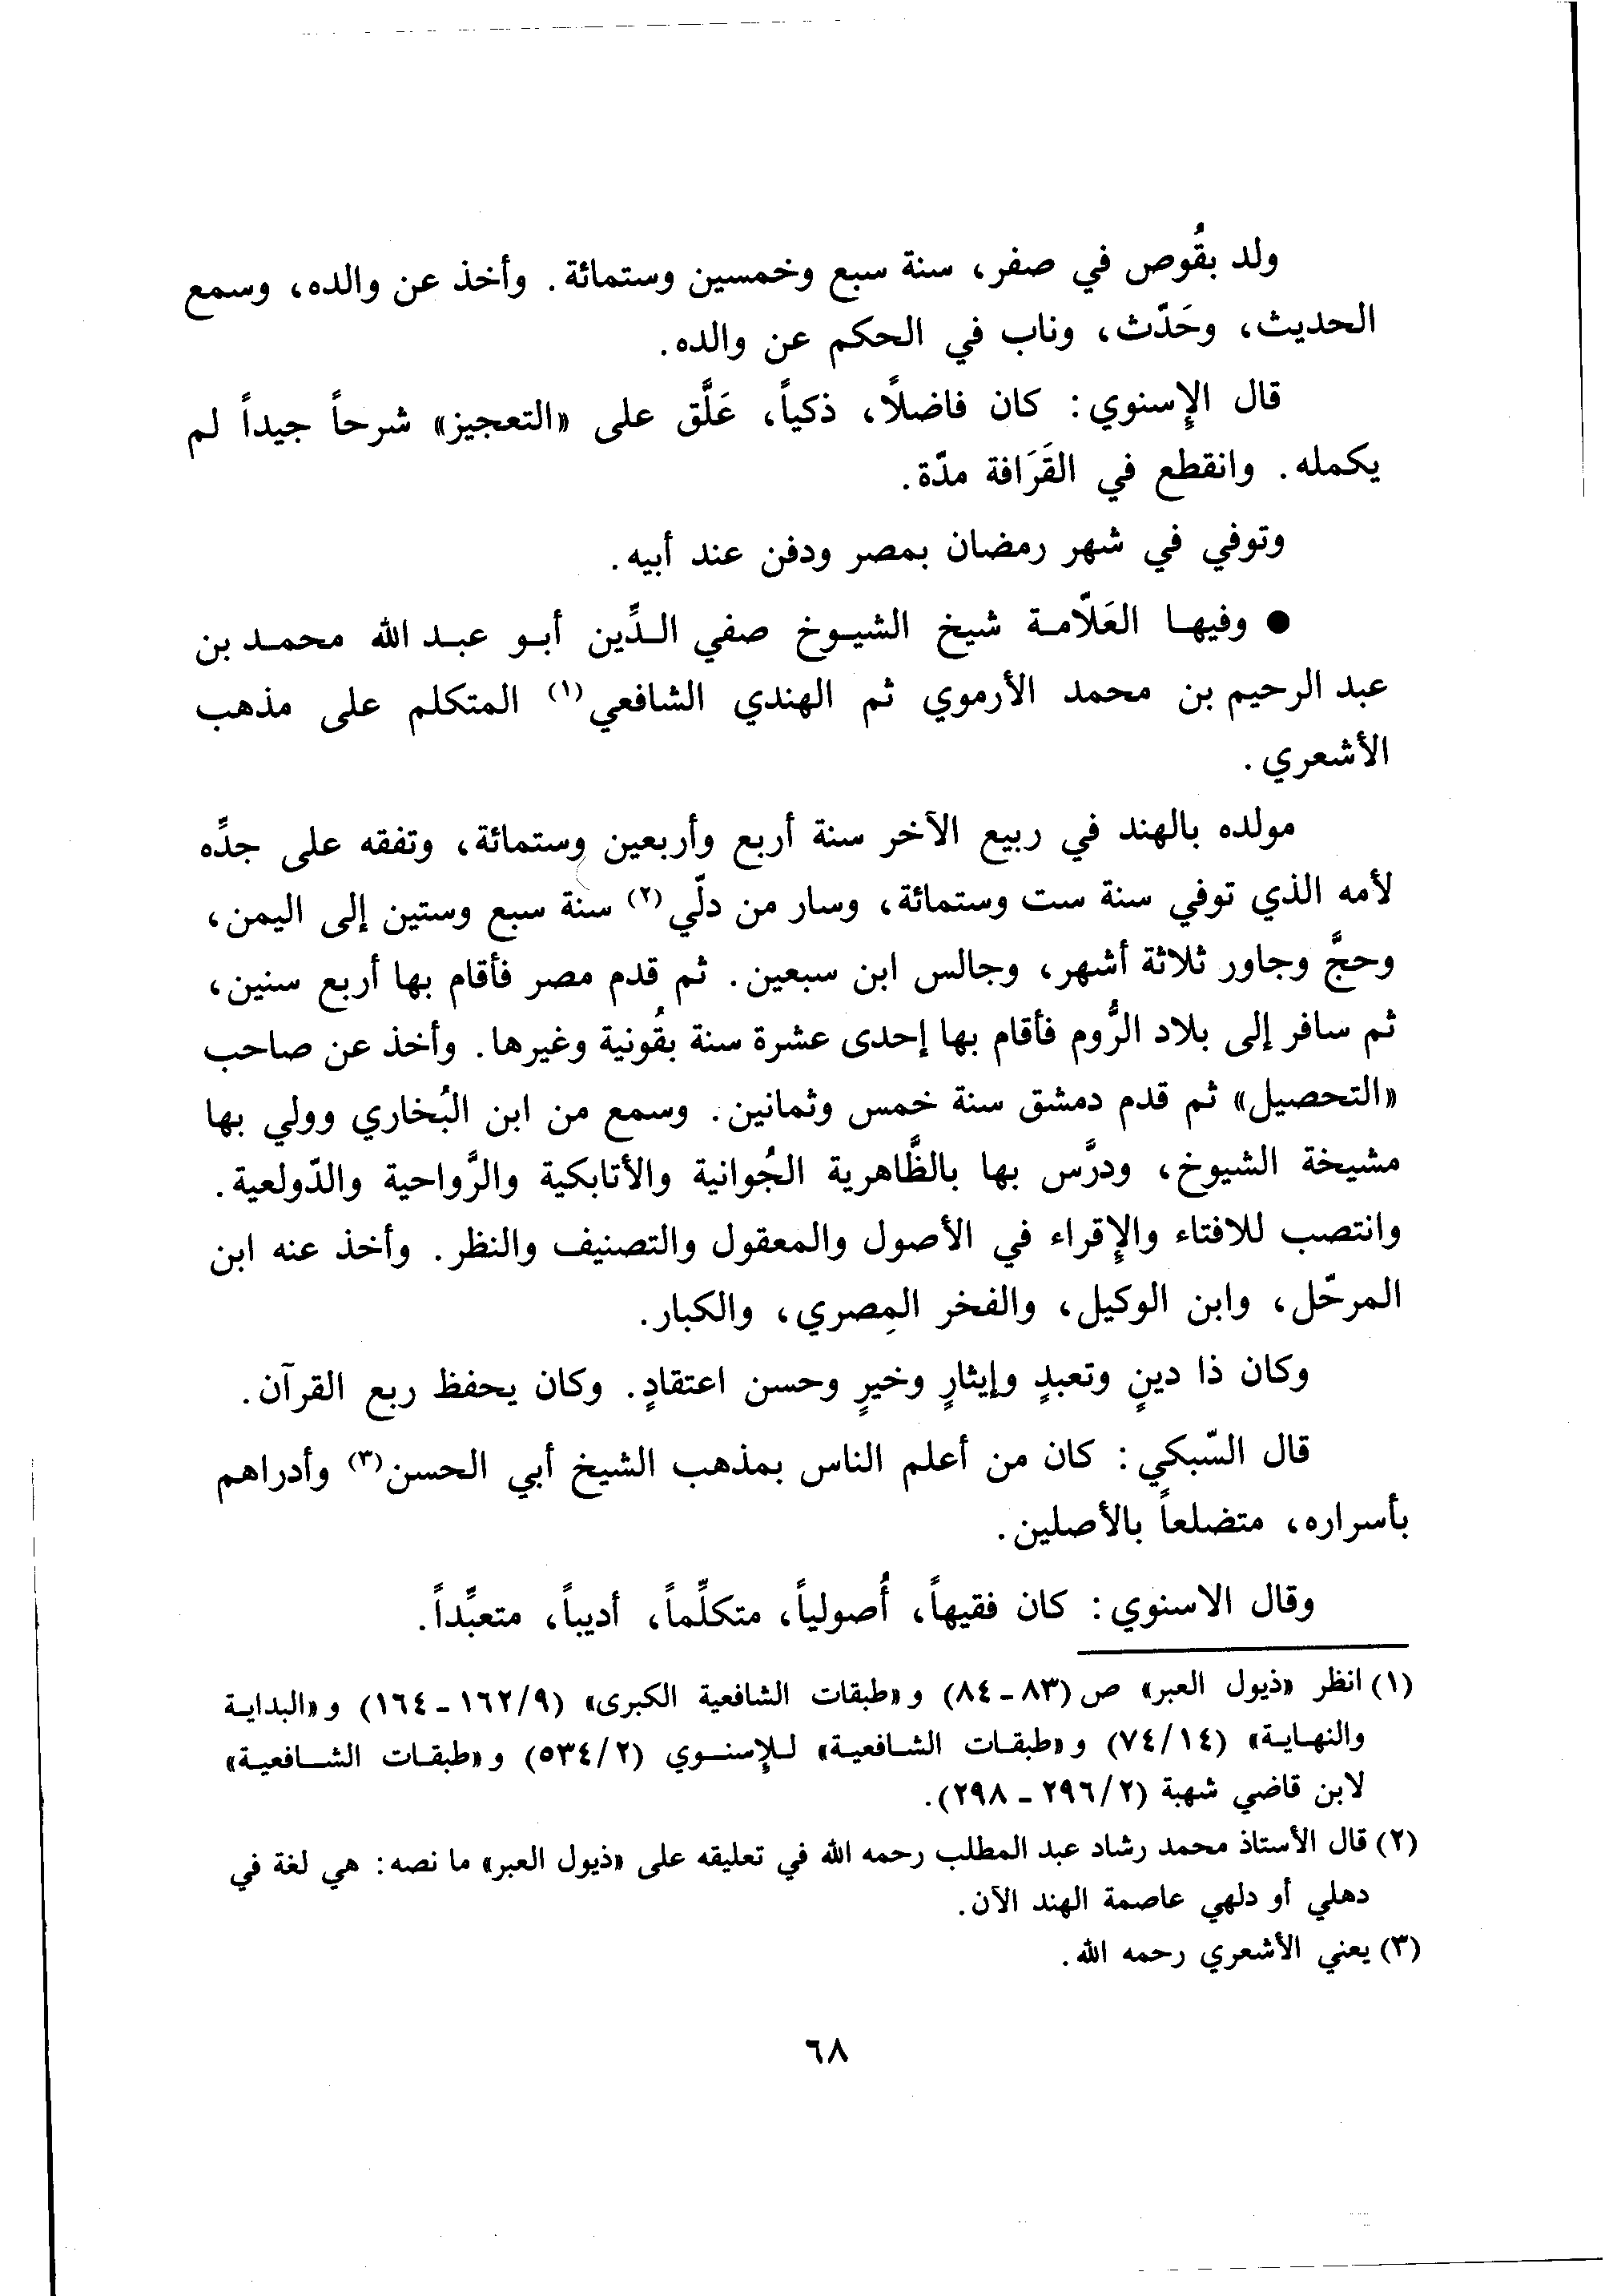 ولد بقُوص في صفر، سنة سبع وخمسين وستمائة. وأخذ عن والده، وسمع
الحديث، وحَدّث، وناب في الحكم عن والده.
قال الإسنوي: كان فاضلاً، ذكياً، عَلَّق على «التعجيز» شرحاً جيداً لم
يكمله. وانقطع في القَرَافة مدّة.
وتوفي في شهر رمضان بمصر ودفن عند أبيه.
● وفيها العَلّامة شيخ الشيوخ صفي الدِّين أبو عبد الله محمد بن
عبد الرحيم بن محمد الأرموي ثم الهندي الشافعي(١) المتكلم على مذهب
الأشعري.
مولده بالهند في ربيع الآخر سنة أربع وأربعين وستمائة، وتفقه على جدِّه
لأمه الذي توفي سنة ست وستمائة، وسار من دلّي(٢) سنة سبع وستين إلى اليمن،
وحجَّ وجاور ثلاثة أشهر، وجالس ابن سبعين. ثم قدم مصر فأقام بها أربع سنين،
ثم سافر إلى بلاد الرُّوم فأقام بها إحدى عشرة سنة بقُونية وغيرها. وأخذ عن صاحب
«التحصيل» ثم قدم دمشق سنة خمس وثمانين. وسمع من ابن البُخاري وولي بها
مشيخة الشيوخ، ودرَّس بها بالظَّاهرية الجُوانية والأتابكية والرَّواحية والدّولعية.
وانتصب للافتاء والإقراء في الأصول والمعقول والتصنيف والنظر. وأخذ عنه ابن
المرحّل، وابن الوكيل، والفخر المِصري، والكبار.
وكان ذا دينٍ وتعبدٍ وإيثارٍ وخيرٍ وحسن اعتقادٍ. وكان يحفظ ربع القرآن.
قال السّبكي: كان من أعلم الناس بمذهب الشيخ أبي الحسن(٣) وأدراهم
بأسراره، متضلعاً بالأصلين.
وقال الاسنوي: كان فقيهاً، أُصولياً، متكلِّماً، أديباً، متعبِّداً.
(١) انظر «ذيول العبر» ص (٨٣ - ٨٤) و«طبقات الشافعية الكبرى» (١٦٢/٩ - ١٦٤) و«البداية
والنهاية» (٧٤/١٤) و«طبقات الشافعية» للإسنوي (٥٣٤/٢) و«طبقات الشافعية»
لابن قاضي شهبة (٢٩٦/٢ - ٢٩٨).
(٢) قال الأستاذ محمد رشاد عبد المطلب رحمه الله في تعليقه على «ذيول العبر» ما نصه: هي لغة في
دهلي أو دلهي عاصمة الهند الآن.
(٣) يعني الأشعري رحمه الله.
٦٨